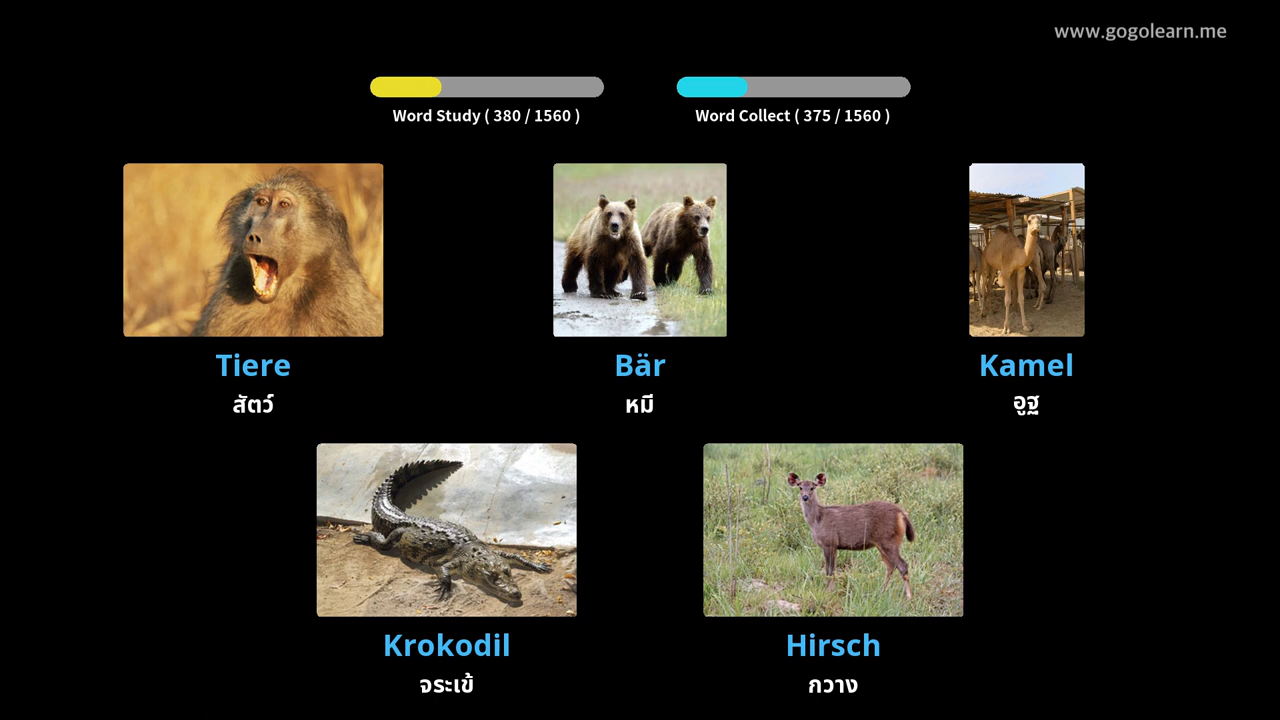 www.gogolearn.me
Word Study ( 380 / 1560 )
Word Collect ( 375 / 1560 )
Tiere
สัตว์
Bär
หมี
Kamel
อูฐ
Krokodil
จระเข้
Hirsch
กวาง